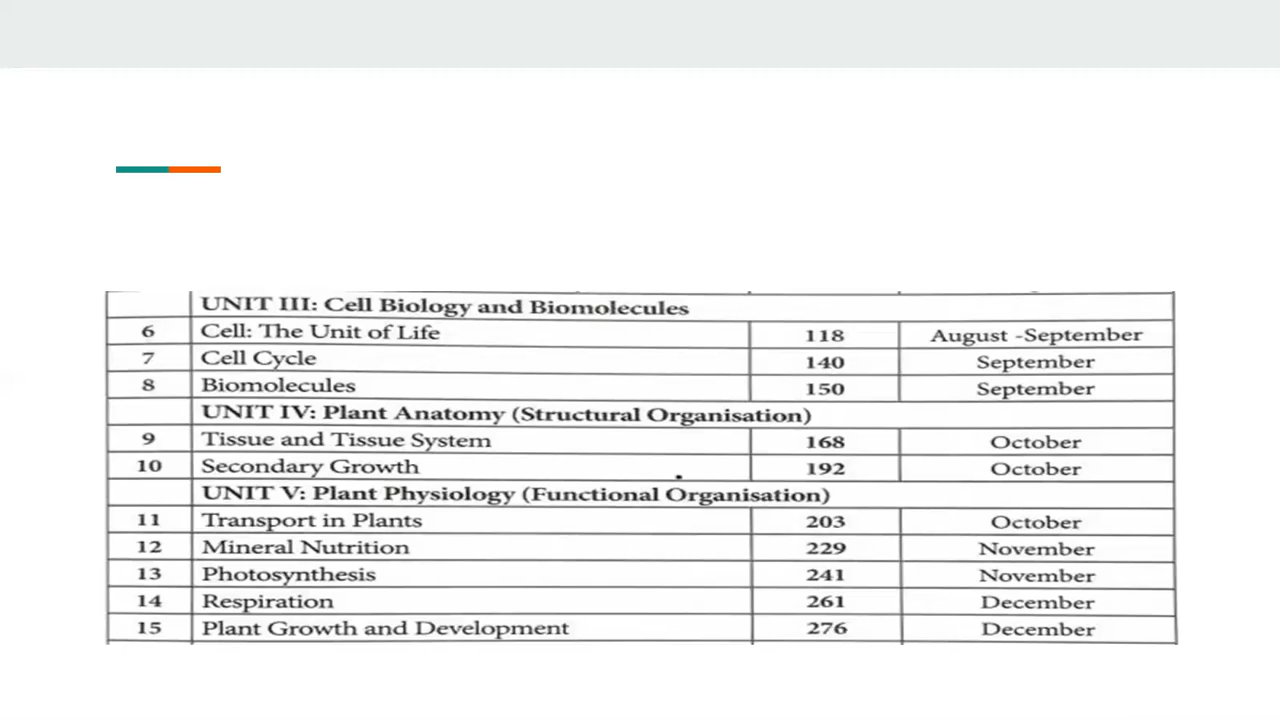 UNIT III: Cell Biology and Biomolecules
6 Cell: The Unit of Life 118 August -September
7 Cell Cycle 140 September
8 Biomolecules 150 September
UNIT IV: Plant Anatomy (Structural Organisation)
9 Tissue and Tissue System 168 October
10 Secondary Growth 192 October
UNIT V: Plant Physiology (Functional Organisation)
11 Transport in Plants 203 October
12 Mineral Nutrition 229 November
13 Photosynthesis 241 November
14 Respiration 261 December
15 Plant Growth and Development 276 December